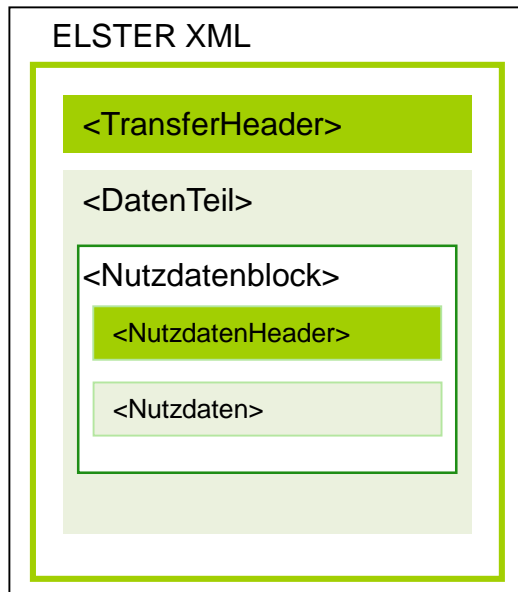 ELSTER XML
<TransferHeader>
<DatenTeil>
<Nutzdatenblock>
<NutzdatenHeader>
<Nutzdaten>